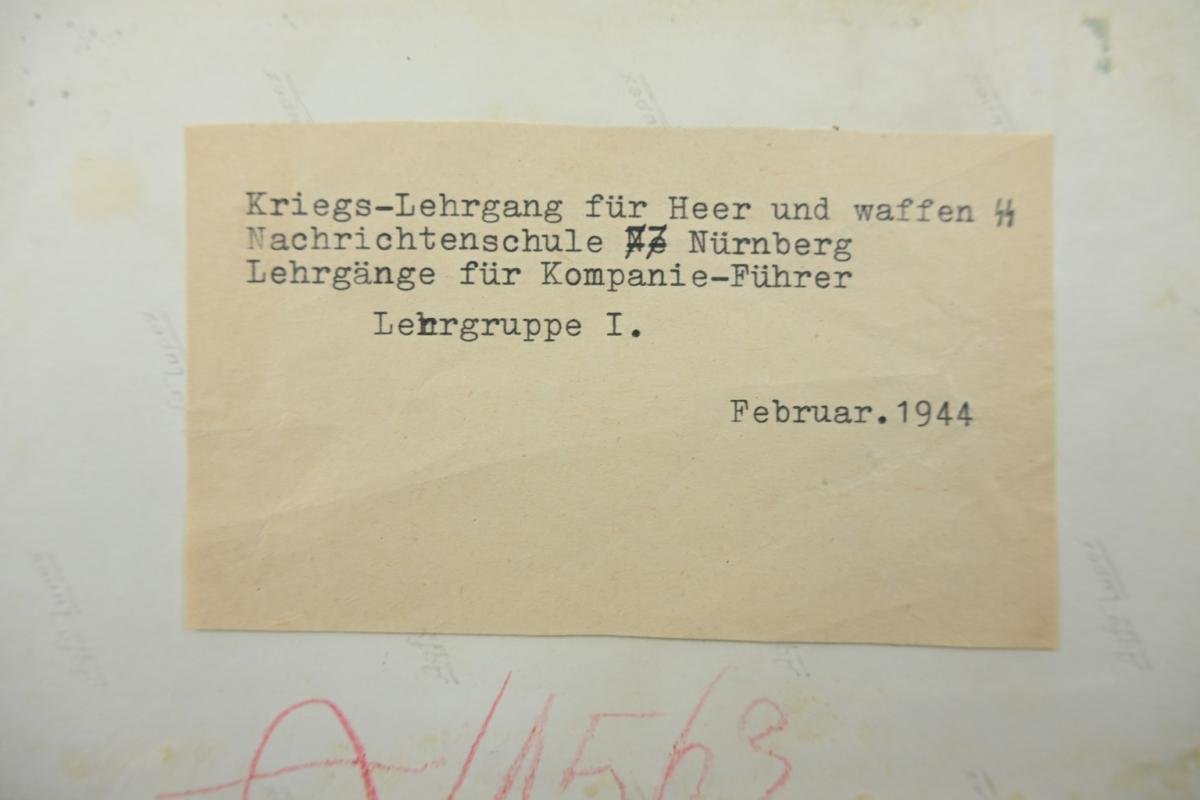 Kriegs-Lehrgang für Heer und waffen ᛋᛋ
Nachrichtenschule Nürnberg
Lehrgänge für Kompanie-Führer
Lehrgruppe I.
Februar.1944